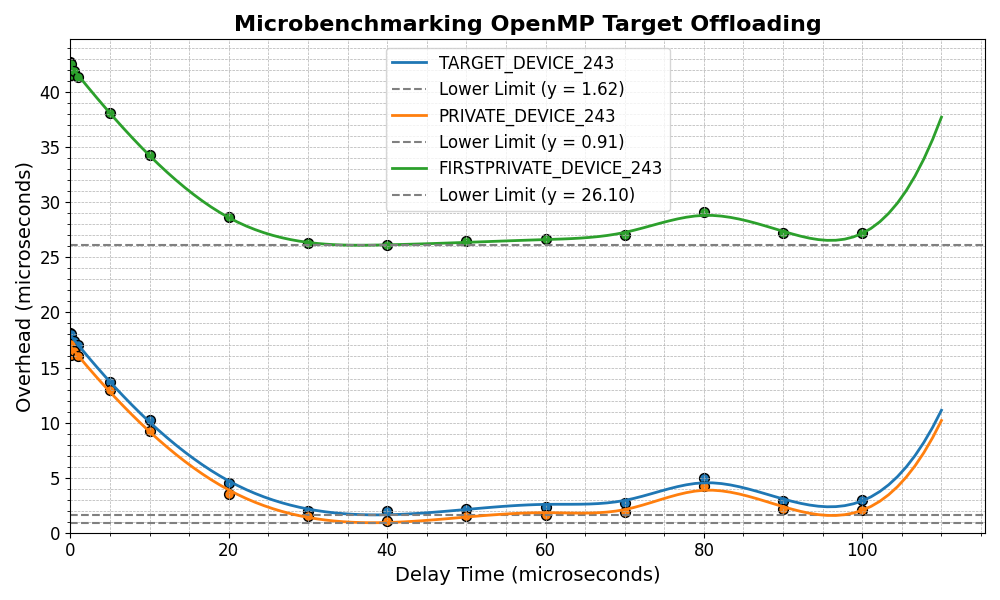 Microbenchmarking OpenMP Target Offloading
TARGET_DEVICE_243
Lower Limit (y = 1.62)
PRIVATE_DEVICE_243
Lower Limit (y = 0.91)
FIRSTPRIVATE_DEVICE_243
Lower Limit (y = 26.10)
Overhead (microseconds)
40
35
30
25
20
15
10
5
0
0 20 40 60 80 100
Delay Time (microseconds)